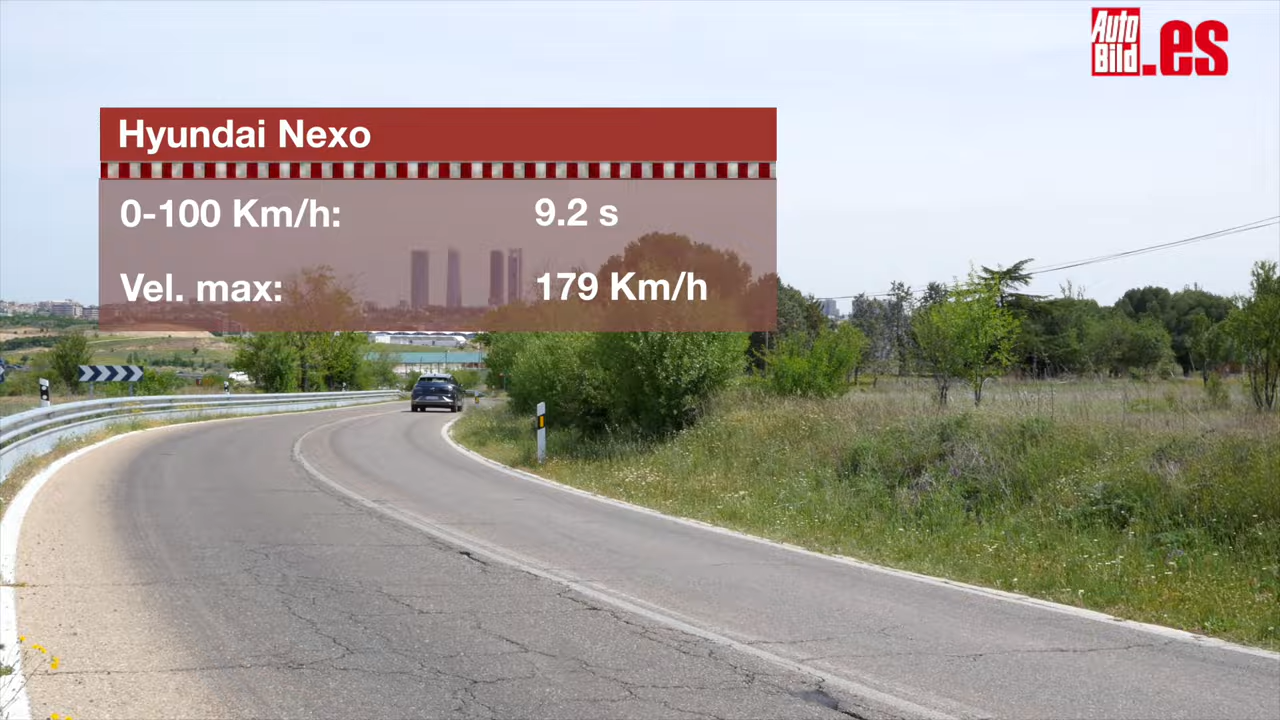 Auto
Bild.es
Hyundai Nexo
0-100 Km/h: 9.2 s
Vel. max: 179 Km/h